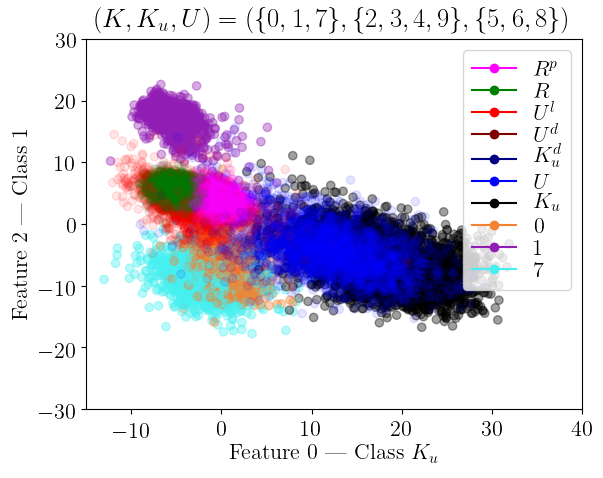 (K, K_u, U) = ({0, 1, 7}, {2, 3, 4, 9}, {5, 6, 8})
30
20
10
0
−10
−20
−30
Feature 2 — Class 1
R^p
R
U^l
U^d
K_u^d
U
K_u
0
1
7
−10
0
10
20
30
40
Feature 0 — Class K_u